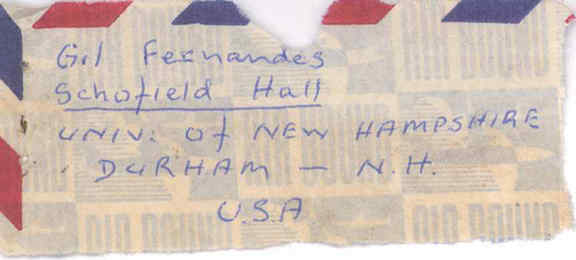 Gil Fernandes
Schofield Hall
UNIV: Of NEW HAMPSHIRE
DURHAM — N.H.
U.S.A